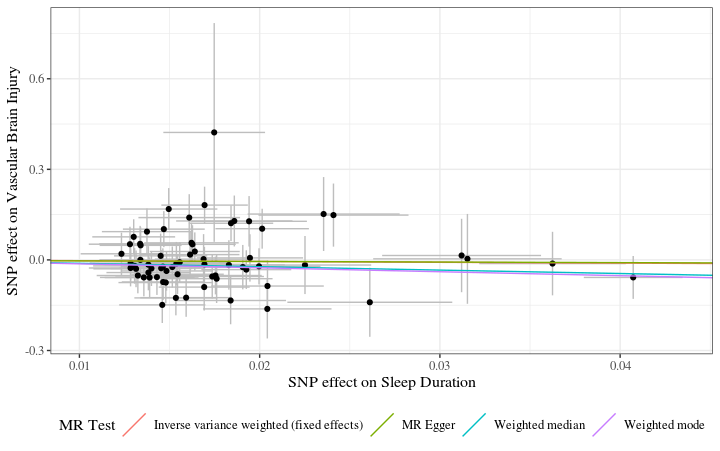 SNP effect on Vascular Brain Injury
0.6
0.3
0.0
-0.3
0.01 0.02 0.03 0.04
SNP effect on Sleep Duration
MR Test Inverse variance weighted (fixed effects) MR Egger Weighted median Weighted mode